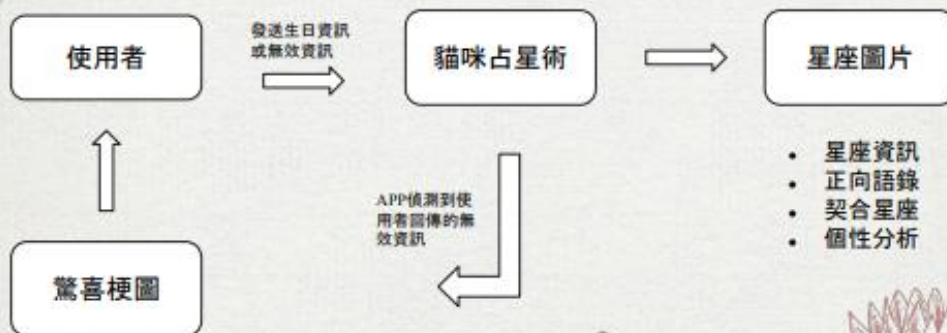 使用者
發送生日資訊
或無效資訊
貓咪占星術
星座圖片
APP偵測到使
用者回傳的無
效資訊
• 星座資訊
• 正向語錄
• 契合星座
• 個性分析
驚喜梗圖